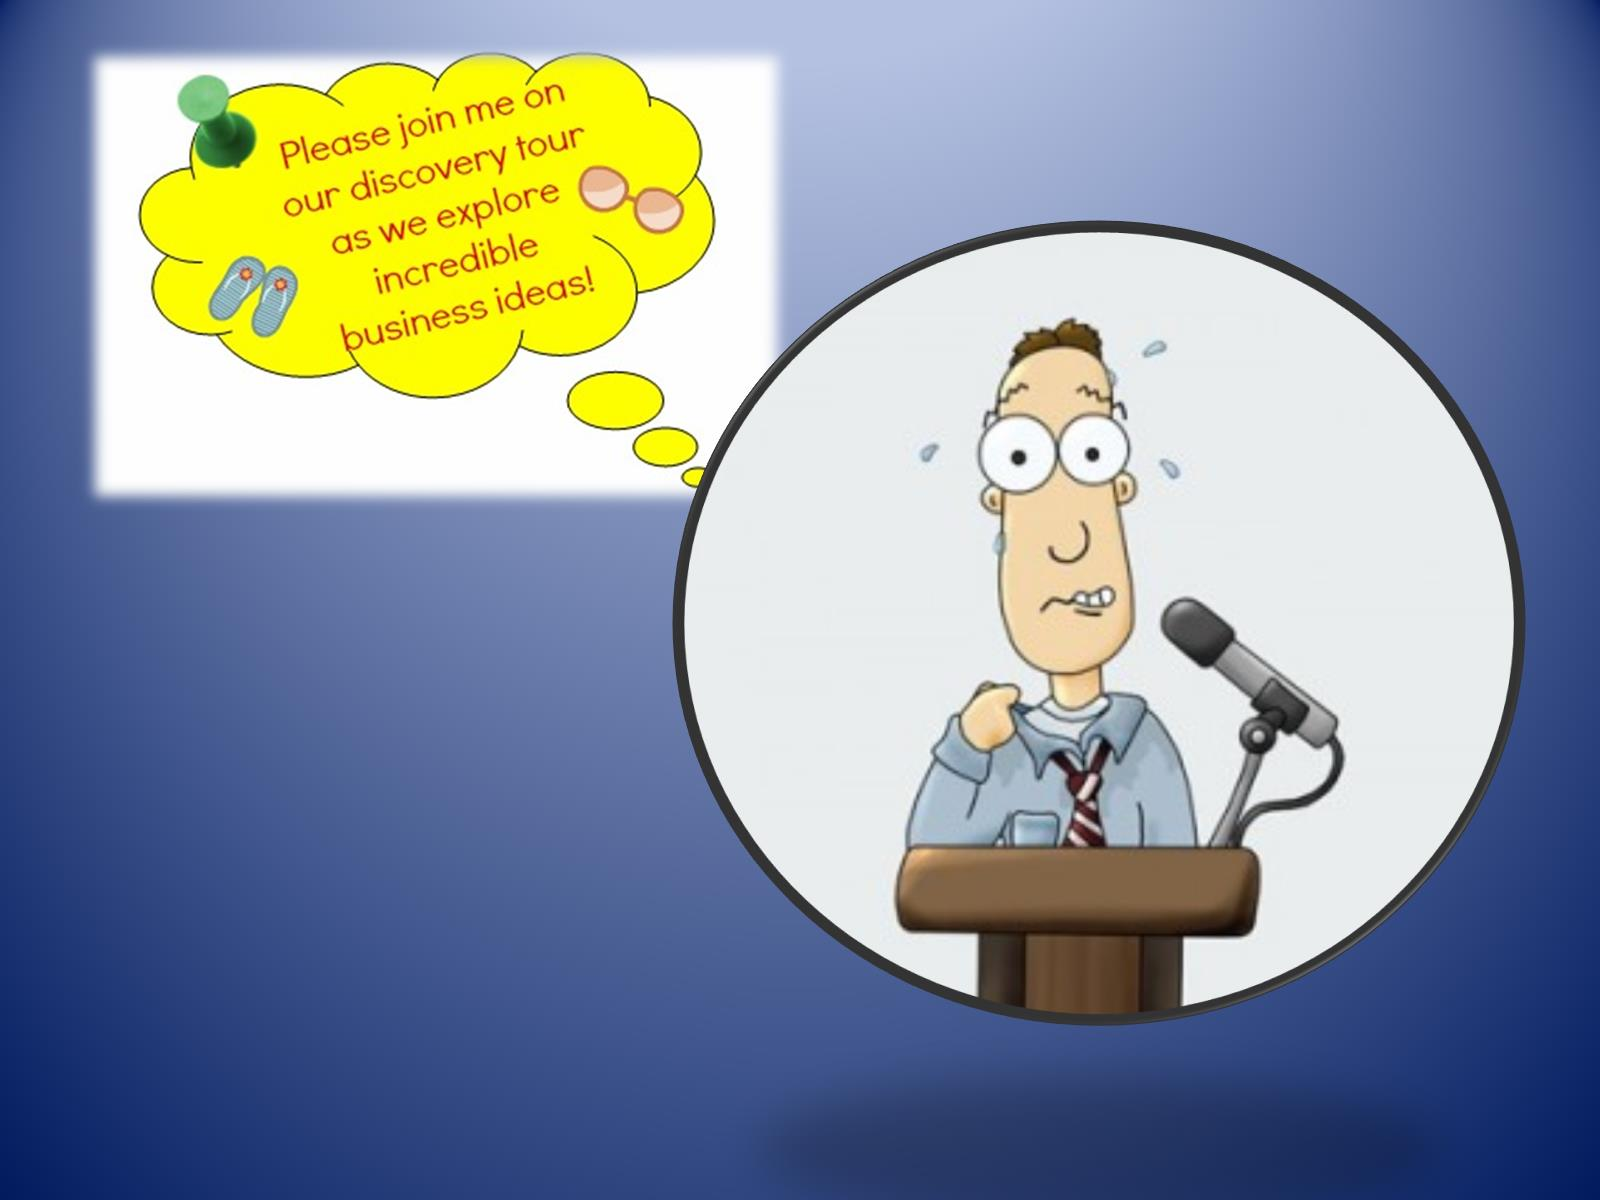 Please join me on
our discovery tour
as we explore
incredible
business ideas!